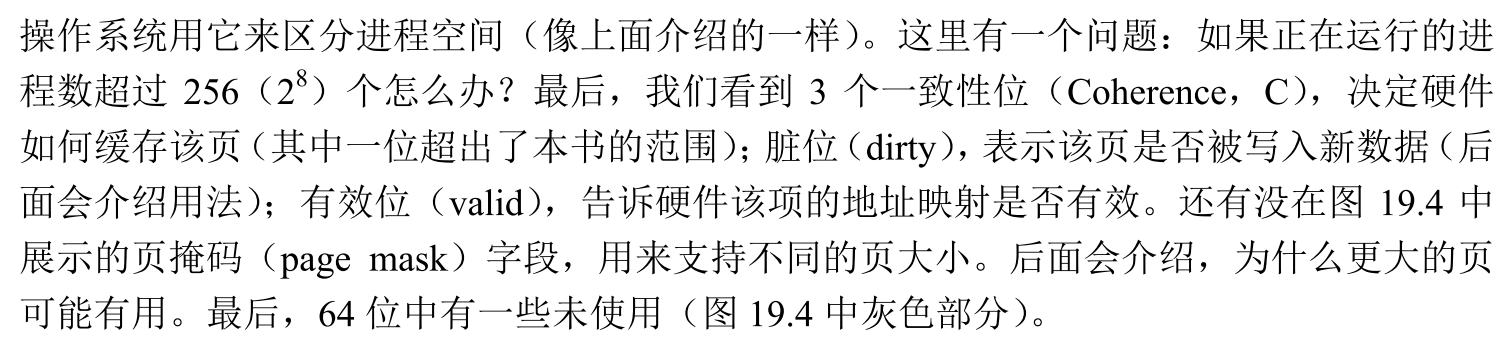 操作系统用它来区分进程空间（像上面介绍的一样）。这里有一个问题：如果正在运行的进
程数超过 256（2⁸）个怎么办？最后，我们看到 3 个一致性位（Coherence，C），决定硬件
如何缓存该页（其中一位超出了本书的范围）；脏位（dirty），表示该页是否被写入新数据（后
面会介绍用法）；有效位（valid），告诉硬件该项的地址映射是否有效。还有没在图 19.4 中
展示的页掩码（page mask）字段，用来支持不同的页大小。后面会介绍，为什么更大的页
可能有用。最后，64 位中有一些未使用（图 19.4 中灰色部分）。